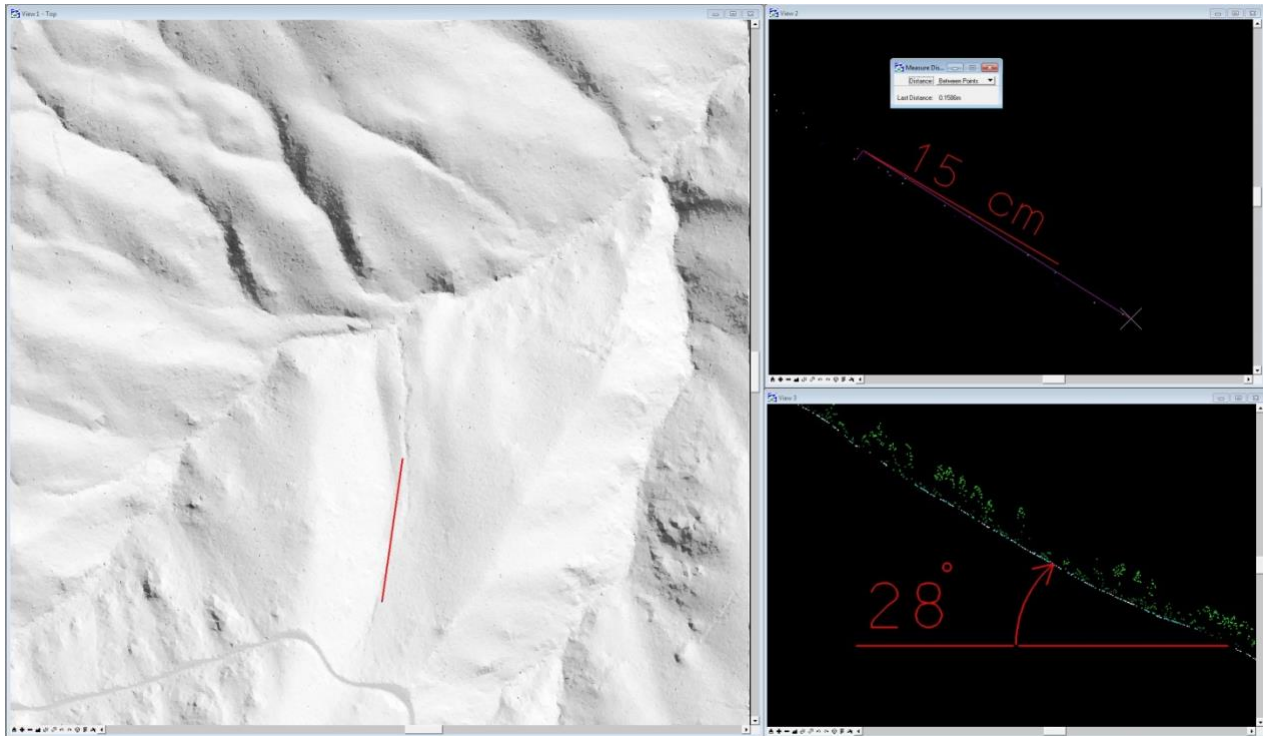 View 1 - Top
View 2
Measure Dis...
Distance: Between Points
Last Distance: 0.1586m
15 cm
View 3
28°